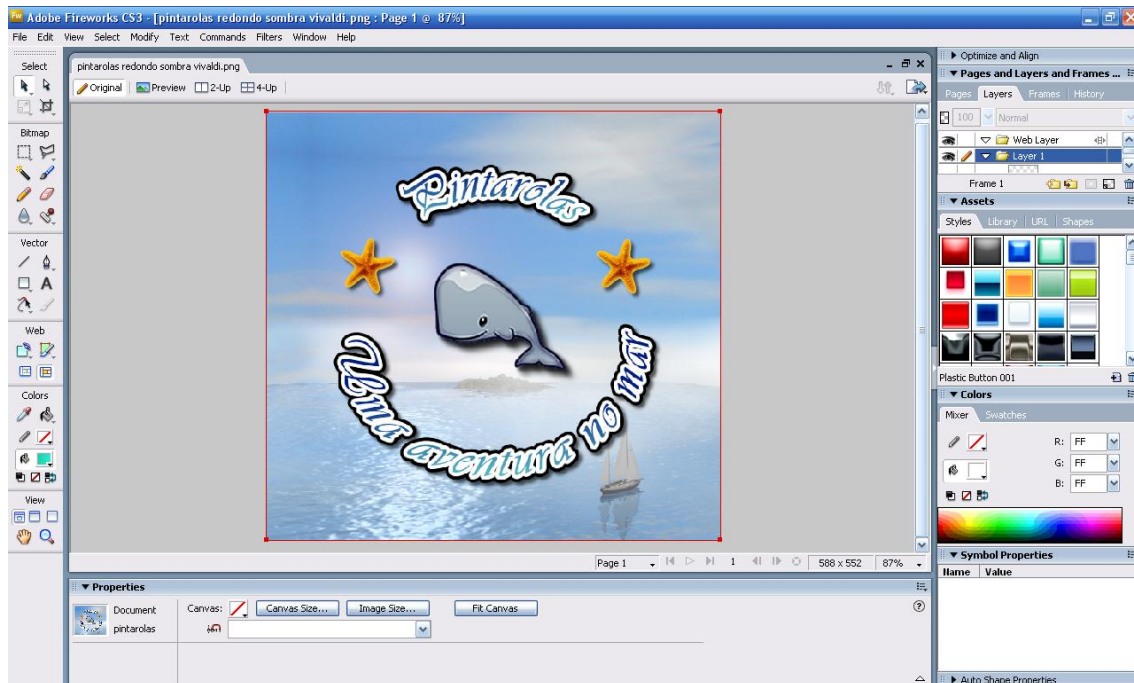 Adobe Fireworks CS3 - [pintarolas redondo sombra vivaldi.png : Page 1 @ 87%]
File Edit View Select Modify Text Commands Filters Window Help
Select
Bitmap
Vector
Web
Colors
View
pintarolas redondo sombra vivaldi.png
Original Preview 2-Up 4-Up
Pintarolas
Uma aventura no mar
Page 1 1 588 x 552 87%
Properties
Document
pintarolas
Canvas: Canvas Size... Image Size... Fit Canvas
Optimize and Align
Pages and Layers and Frames ...
Pages Layers Frames History
100 Normal
Web Layer
Layer 1
Frame 1
Assets
Styles Library URL Shapes
Plastic Button 001
Colors
Mixer Swatches
R: FF
G: FF
B: FF
Symbol Properties
Name Value
Auto Shape Properties